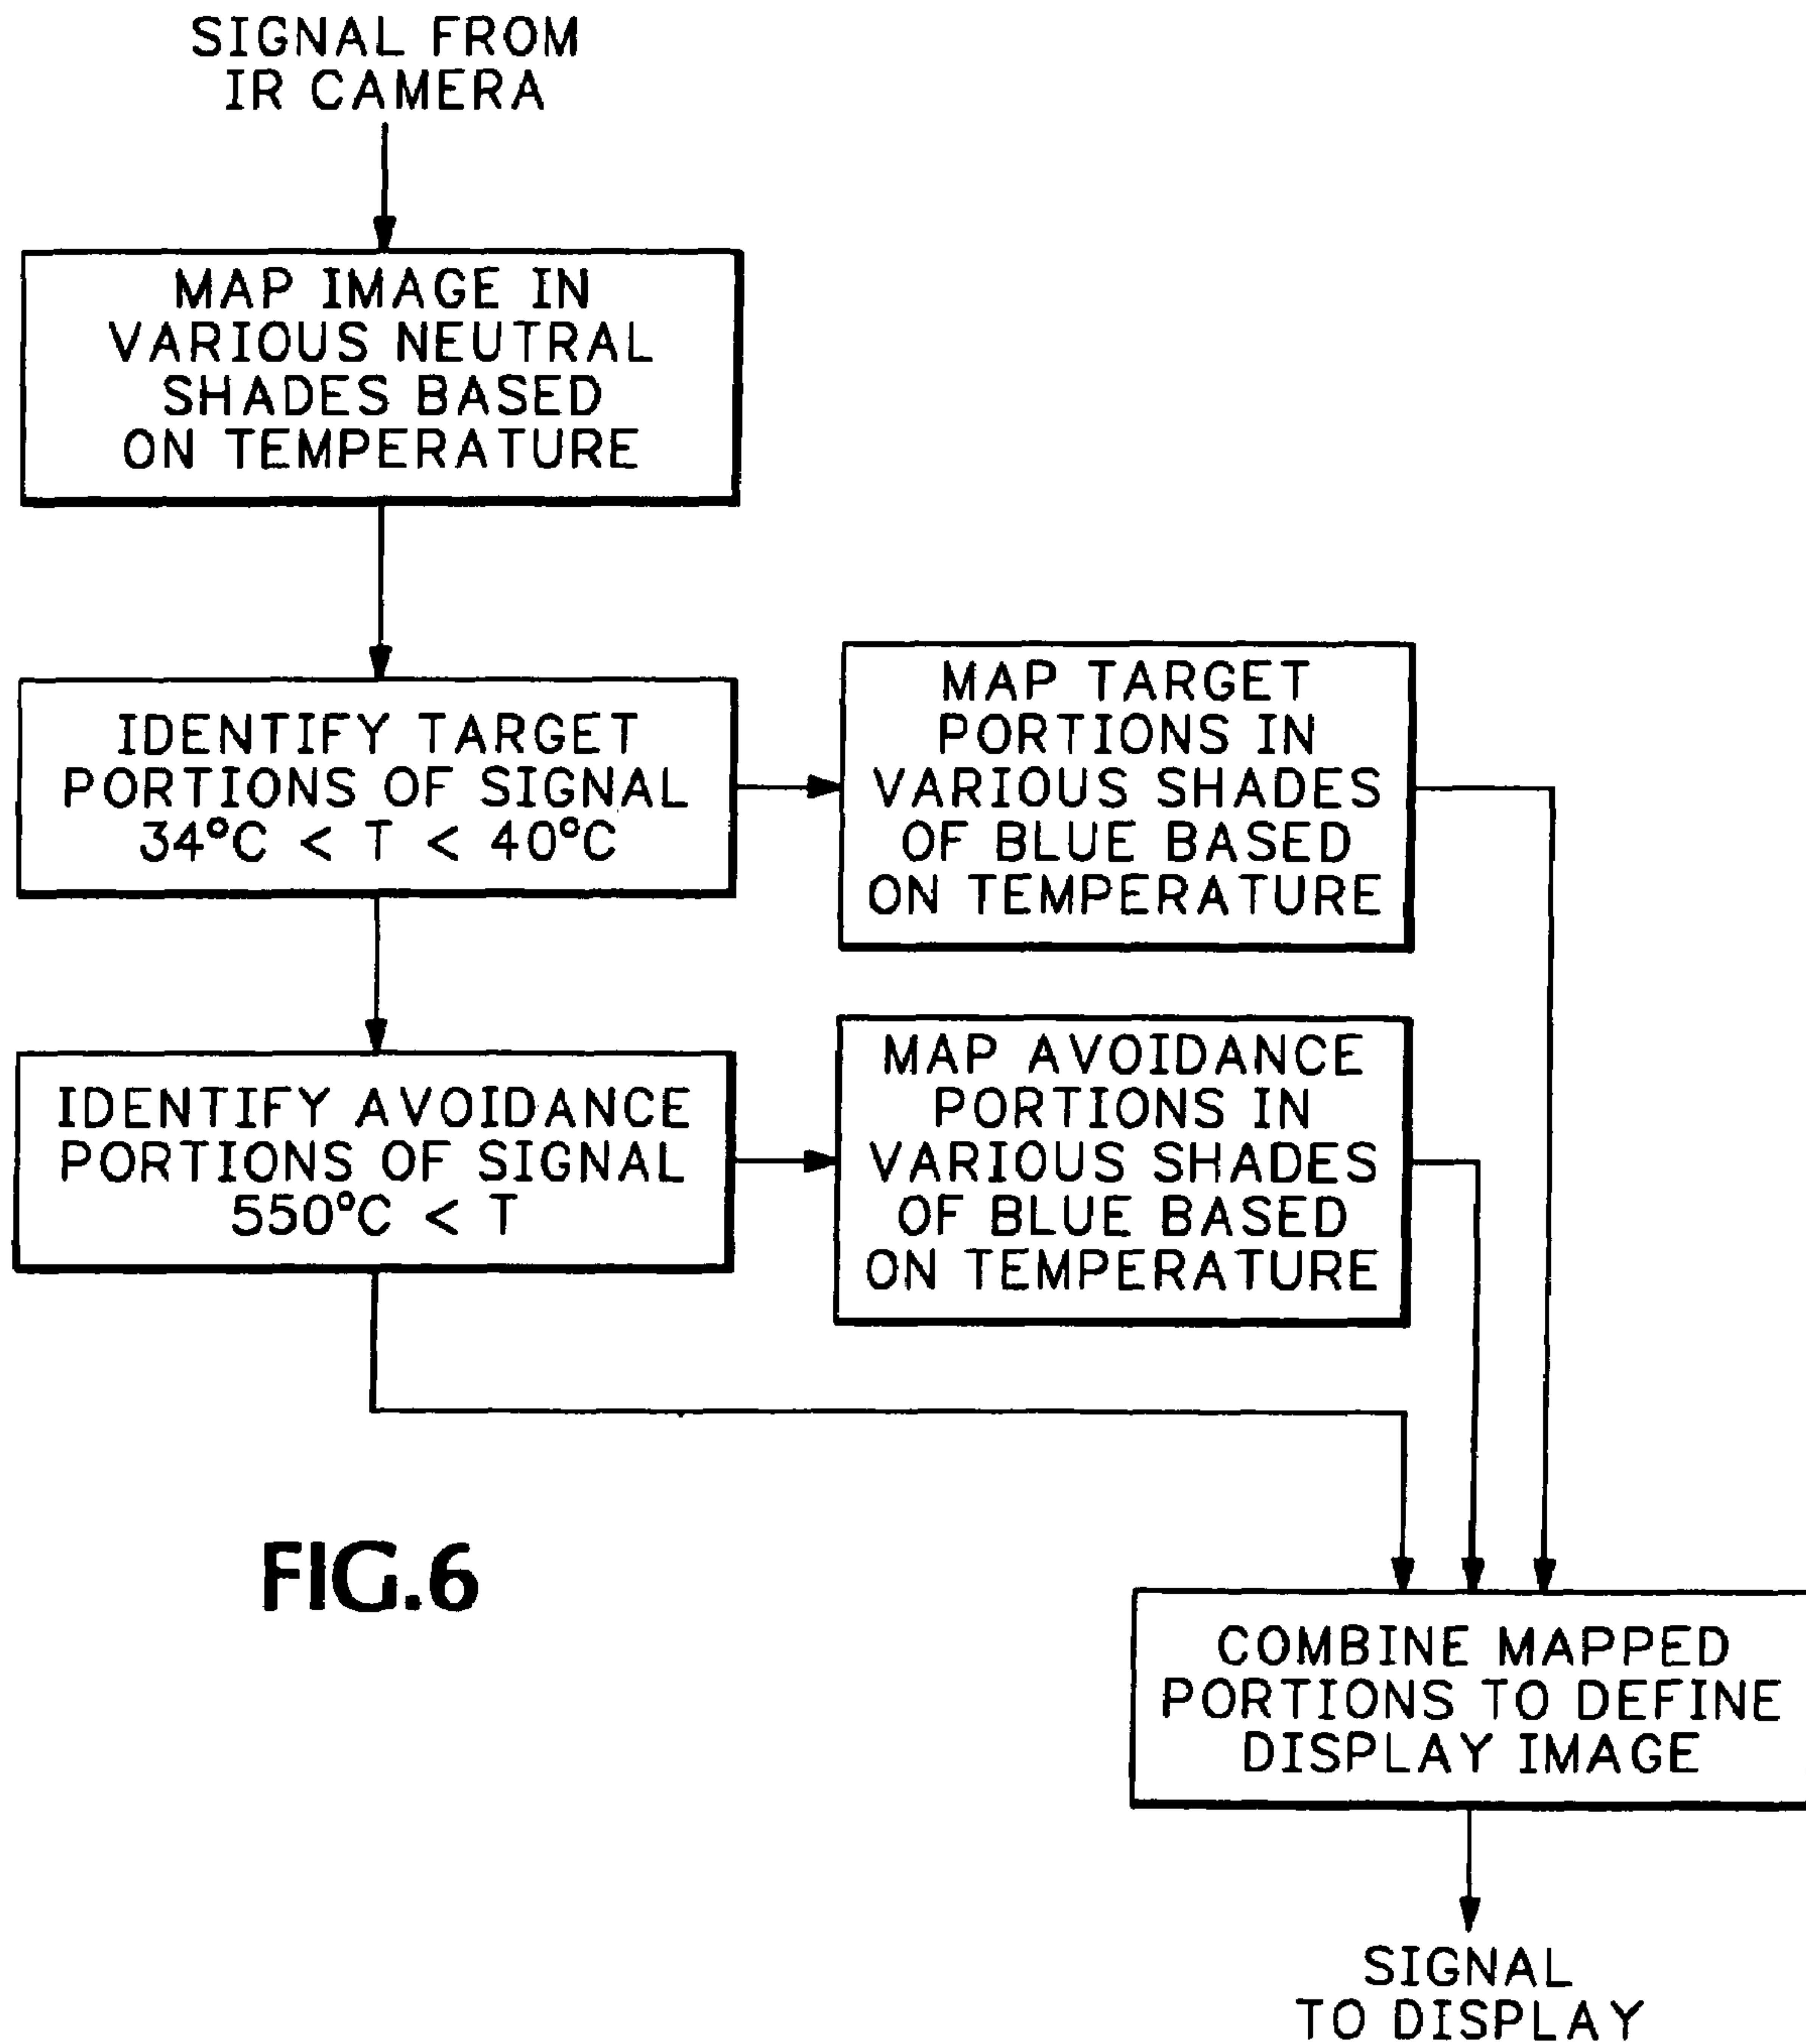 SIGNAL FROM
IR CAMERA
MAP IMAGE IN
VARIOUS NEUTRAL
SHADES BASED
ON TEMPERATURE
IDENTIFY TARGET
PORTIONS OF SIGNAL
34°C < T < 40°C
MAP TARGET
PORTIONS IN
VARIOUS SHADES
OF BLUE BASED
ON TEMPERATURE
IDENTIFY AVOIDANCE
PORTIONS OF SIGNAL
550°C < T
MAP AVOIDANCE
PORTIONS IN
VARIOUS SHADES
OF BLUE BASED
ON TEMPERATURE
FIG.6
COMBINE MAPPED
PORTIONS TO DEFINE
DISPLAY IMAGE
SIGNAL
TO DISPLAY